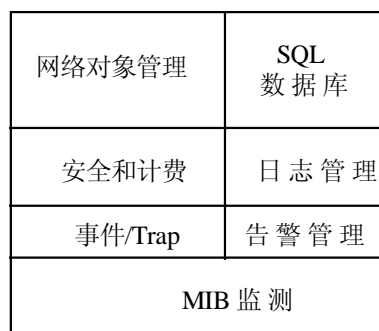 网络对象管理
SQL
数据库
安全和计费
日志管理
事件/Trap
告警管理
MIB 监测